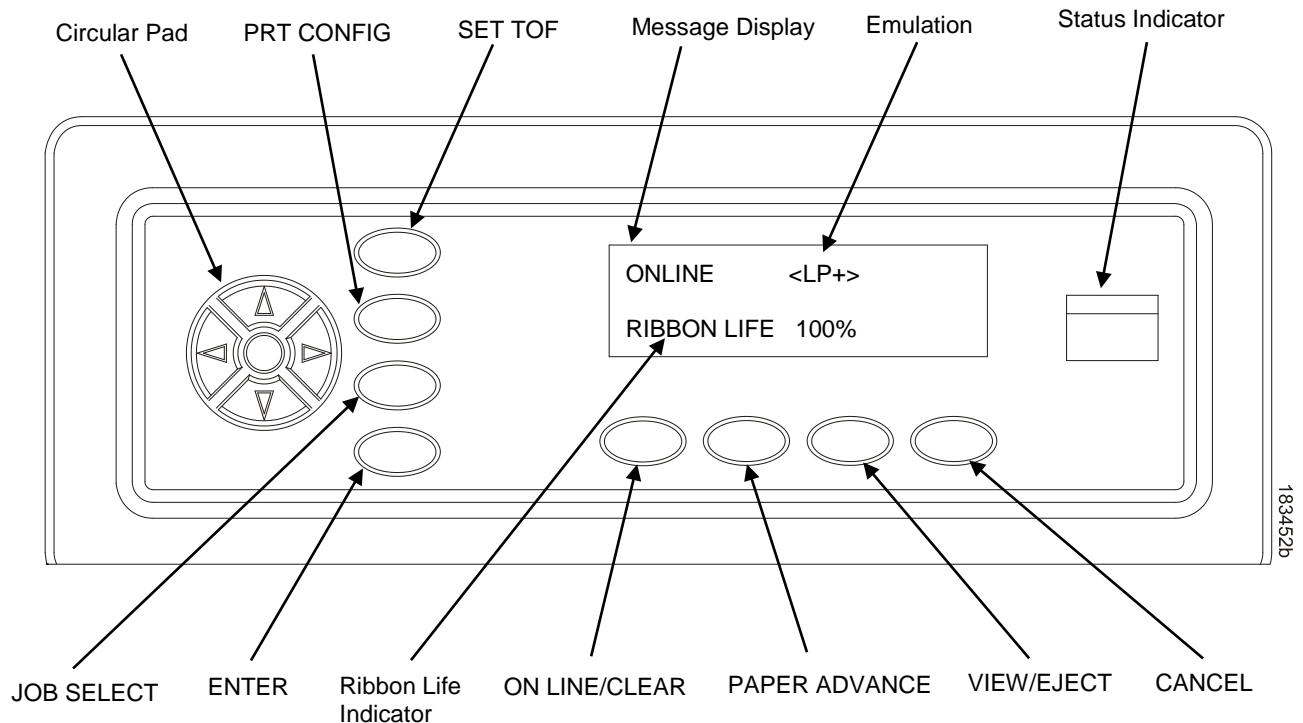 Circular Pad
PRT CONFIG
SET TOF
Message Display
Emulation
Status Indicator
ONLINE <LP+>
RIBBON LIFE 100%
183452b
JOB SELECT
ENTER
Ribbon Life
Indicator
ON LINE/CLEAR
PAPER ADVANCE
VIEW/EJECT
CANCEL